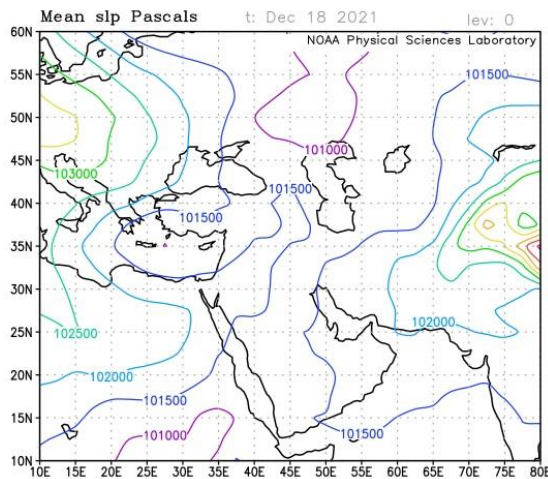 Mean slp Pascals t: Dec 18 2021 lev: 0
NOAA Physical Sciences Laboratory
60N
55N
50N
45N
40N
35N
30N
25N
20N
15N
10N
101500
101000
103000
101500
101500
102500
102000
102000
101500
101500
101500
101000
10E 15E 20E 25E 30E 35E 40E 45E 50E 55E 60E 65E 70E 75E 80E